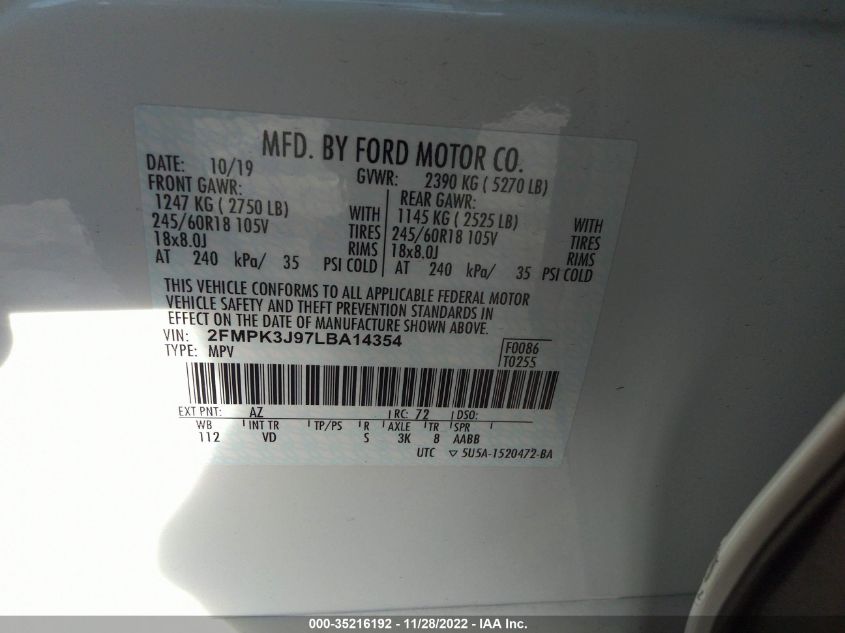 MFD. BY FORD MOTOR CO.
DATE: 10/19 GVWR: 2390 KG ( 5270 LB)
FRONT GAWR: REAR GAWR:
1247 KG ( 2750 LB) WITH 1145 KG ( 2525 LB) WITH
245/60R18 105V TIRES 245/60R18 105V TIRES
18x8.0J RIMS 18x8.0J RIMS
AT 240 kPa/ 35 PSI COLD AT 240 kPa/ 35 PSI COLD
THIS VEHICLE CONFORMS TO ALL APPLICABLE FEDERAL MOTOR
VEHICLE SAFETY AND THEFT PREVENTION STANDARDS IN
EFFECT ON THE DATE OF MANUFACTURE SHOWN ABOVE.
VIN: 2FMPK3J97LBA14354 F0086
TYPE: MPV T0255
EXT PNT: AZ RC: 72 DSO:
WB INT TR TP/PS R AXLE TR SPR
112 VD S 3K 8 AABB
UTC ▽ 5U5A-1520472-BA
000-35216192 - 11/28/2022 - IAA Inc.